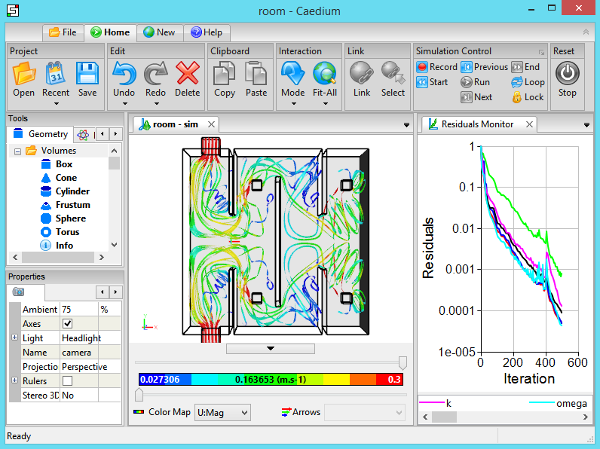 room - Caedium
File Home New Help
Project Edit Clipboard Interaction Link Simulation Control Reset
Open Recent Save Undo Redo Delete Copy Paste Mode Fit-All Link Select Record Previous End Stop
Start Run Loop
Next Lock
Tools
Geometry
Volumes
Box
Cone
Cylinder
Frustum
Sphere
Torus
Info
Properties
Ambient 75 %
Axes
Light Headlight
Name camera
Projectio Perspective
Rulers
Stereo 3D No
room - sim
31
0.027306 0.163653 (m.s-1) 0.3
Color Map U:Mag Arrows
Residuals Monitor
1
0.1
0.01
0.001
0.0001
1e-005
Residuals
0 200 400 600
Iteration
k omega
Ready